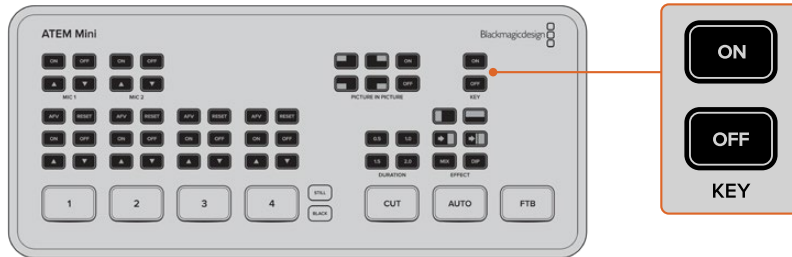 ATEM Mini
Blackmagicdesign
ON OFF ON OFF ON ON
▲ ▼ ▲ ▼ OFF OFF
MIC 1 MIC 2 PICTURE IN PICTURE KEY
AFV RESET AFV RESET AFV RESET AFV RESET
ON OFF ON OFF ON OFF ON OFF 0.5 1.0
▲ ▼ ▲ ▼ ▲ ▼ ▲ ▼ 1.5 2.0 MIX DIP
DURATION EFFECT
1 2 3 4 STILL CUT AUTO FTB
BLACK
ON
OFF
KEY